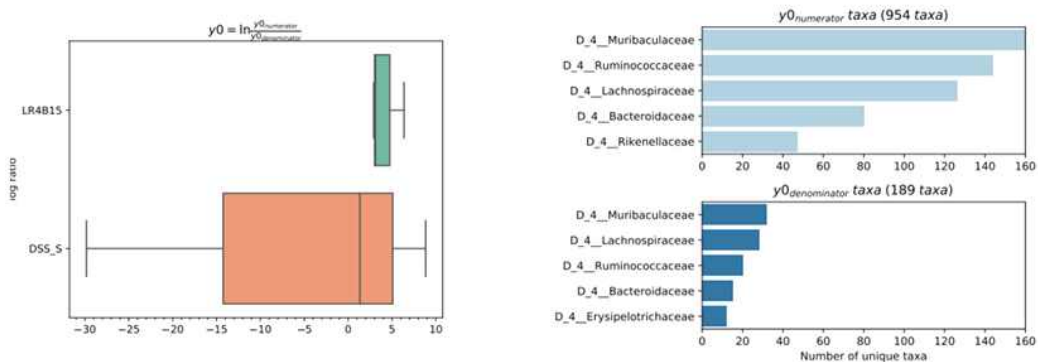 y0 = ln y0numerator / y0denominator
LR4B1S
log ratio
DSS_S
−30 −25 −20 −15 −10 −5 0 5 10
y0numerator taxa (954 taxa)
D_4__Muribaculaceae
D_4__Ruminococcaceae
D_4__Lachnospiraceae
D_4__Bacteroidaceae
D_4__Rikenellaceae
0 20 40 60 80 100 120 140 160
y0denominator taxa (189 taxa)
D_4__Muribaculaceae
D_4__Lachnospiraceae
D_4__Ruminococcaceae
D_4__Bacteroidaceae
D_4__Erysipelotrichaceae
0 20 40 60 80 100 120 140 160
Number of unique taxa